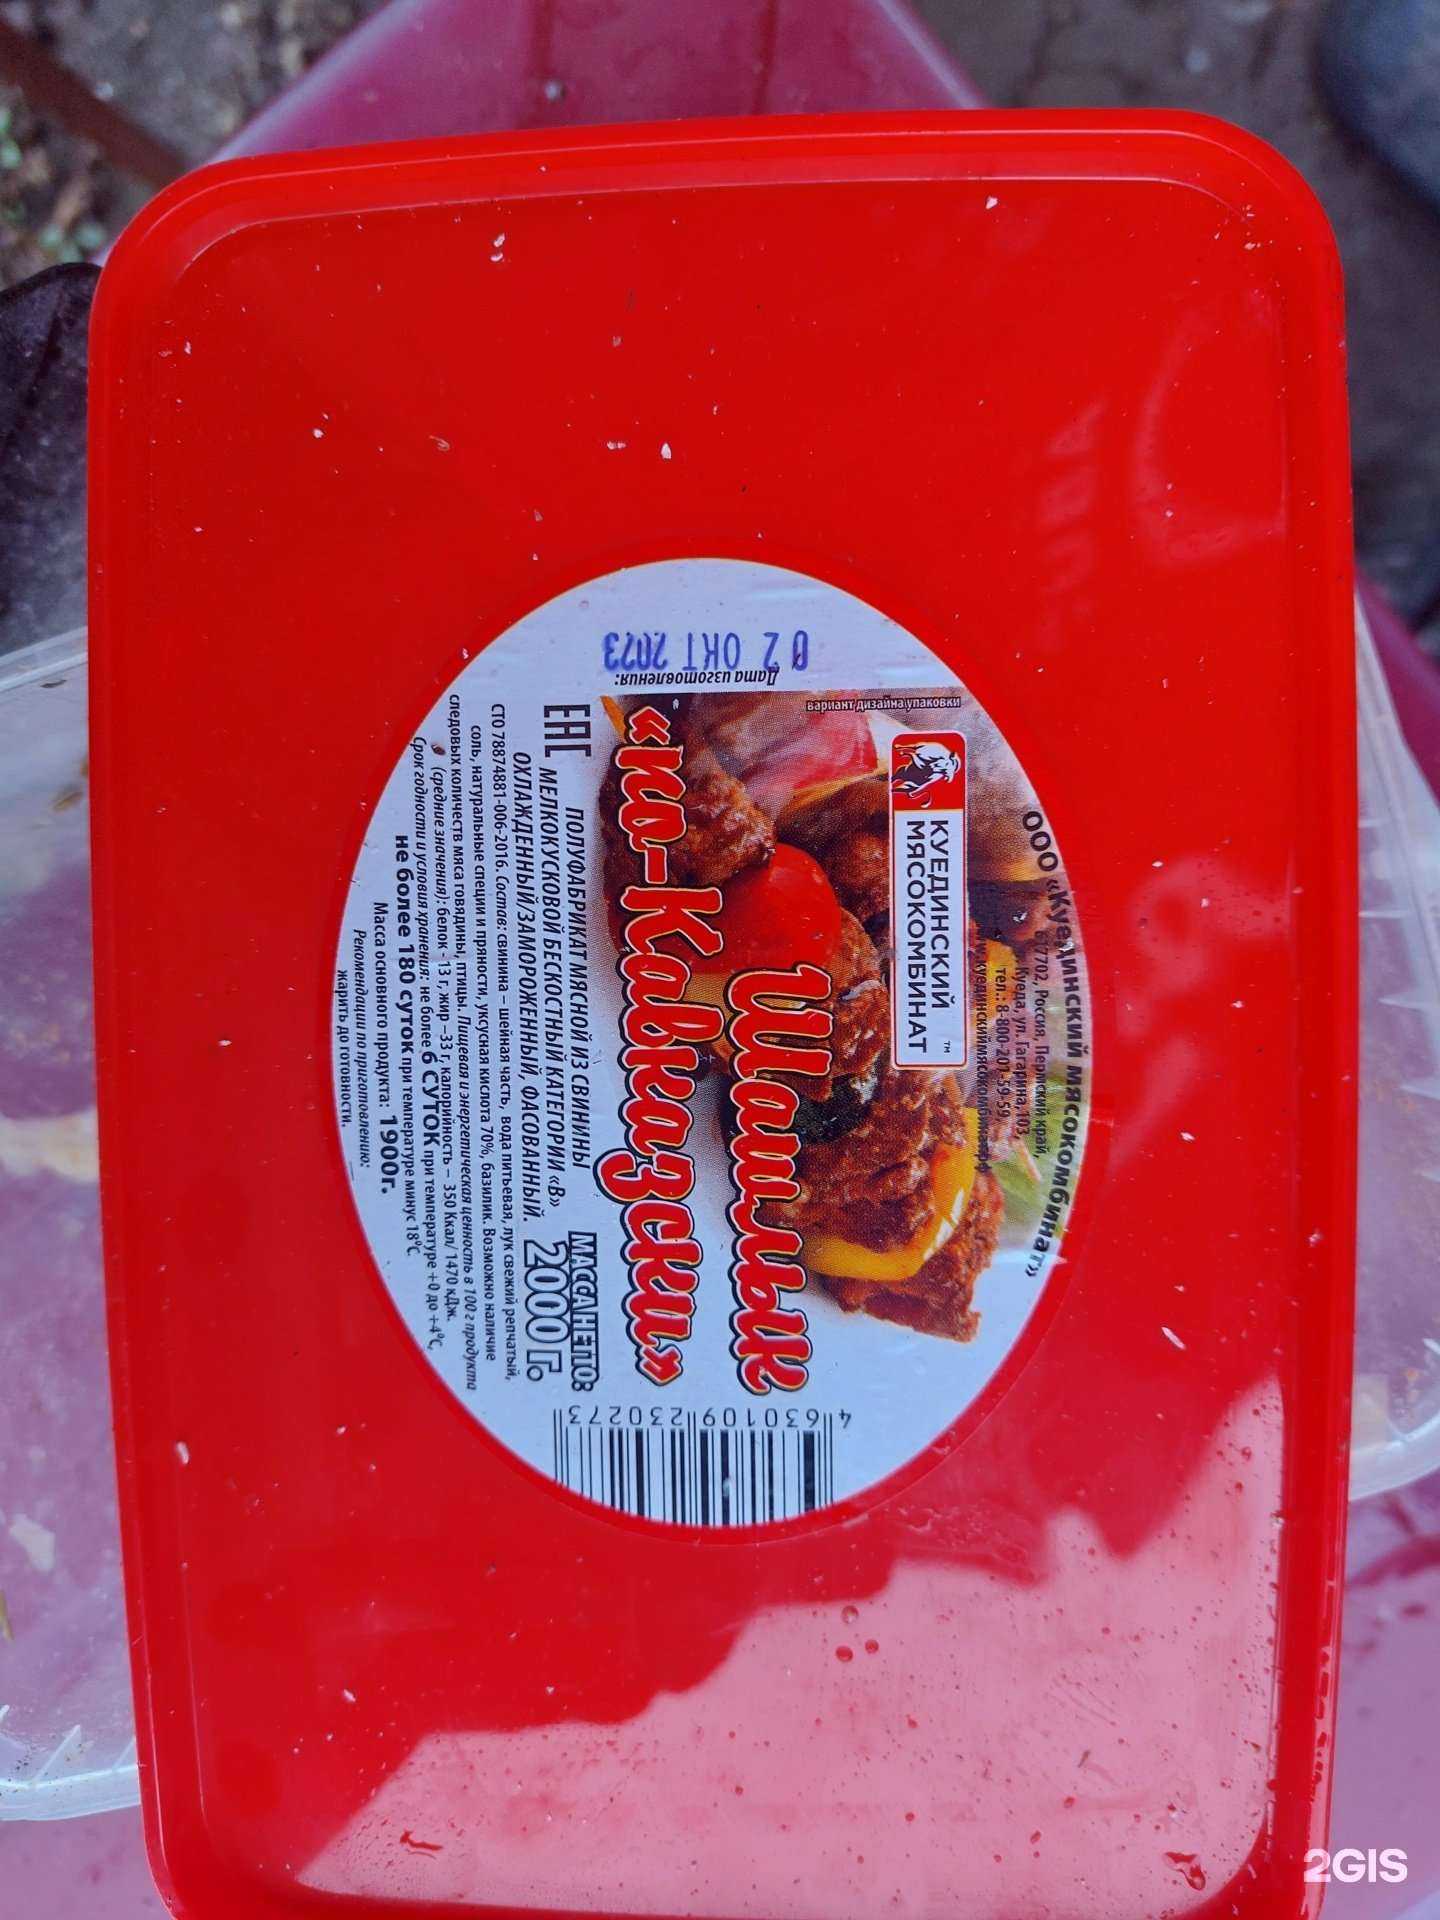 ООО «Куединский мясокомбинат»
617702, Россия, Пермский край,
Куеда, ул. Гагарина,103,
тел.: 8-800-201-59-59.
КУЕДИНСКИЙ
МЯСОКОМБИНАТ
™
вариант дизайна упаковки
Дата изготовления:
02 ОКТ 2023
Шашлык
«по-Кавказски»
ЕАС
ПОЛУФАБРИКАТ МЯСНОЙ ИЗ СВИНИНЫ
МЕЛКОКУСКОВОЙ БЕСКОСТНЫЙ КАТЕГОРИИ «В»
ОХЛАЖДЕННЫЙ/ЗАМОРОЖЕННЫЙ, ФАСОВАННЫЙ.
МАССА НЕТТО:
2000 Г.
СТО 78874881-006-2016. Состав: свинина – шейная часть, вода питьевая, лук свежий репчатый,
соль, натуральные специи и пряности, уксусная кислота 70%, базилик. Возможно наличие
следовых количеств мяса говядины, птицы. Пищевая и энергетическая ценность в 100 г продукта
(средние значения): белок - 13 г, жир – 33 г, калорийность – 350 Ккал/ 1470 кДж.
Срок годности и условия хранения: не более 6 СУТОК при температуре +0 до +4°С,
не более 180 суток при температуре минус 18°С.
Масса основного продукта: 1900г.
Рекомендации по приготовлению:
жарить до готовности.
4 630109 230273
2GIS